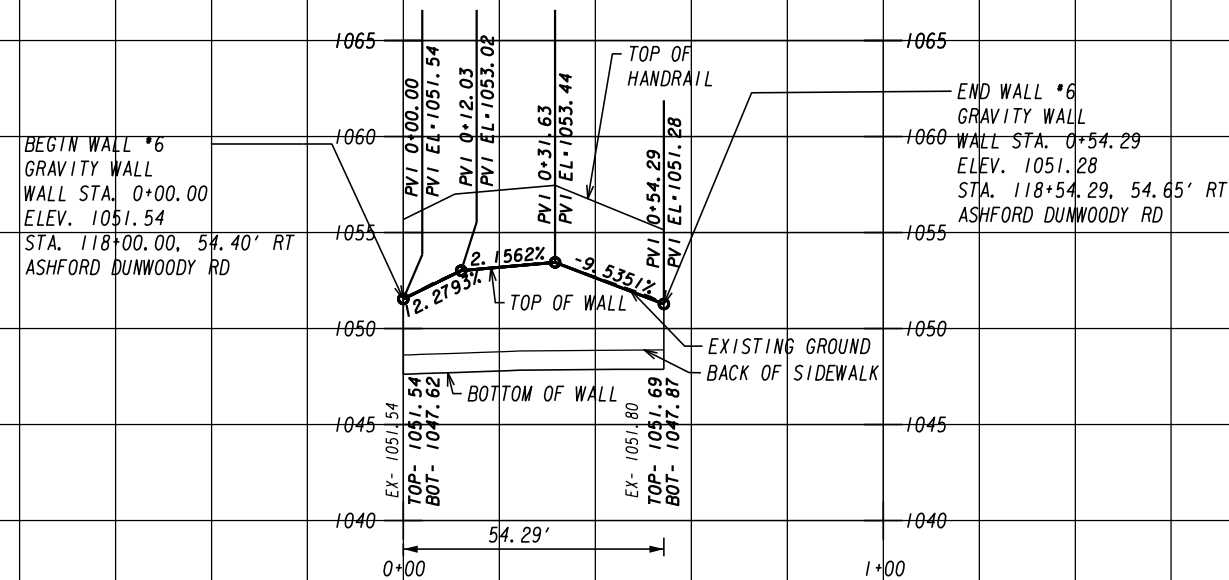 1065
1065
PVI 0+00.00
PVI EL=1051.54
PVI 0+12.03
PVI EL=1053.02
PVI 0+31.63
PVI EL=1053.44
PVI 0+54.29
PVI EL=1051.28
TOP OF
HANDRAIL
BEGIN WALL #6
GRAVITY WALL
WALL STA. 0+00.00
ELEV. 1051.54
STA. 118+00.00, 54.40' RT
ASHFORD DUNWOODY RD
END WALL #6
GRAVITY WALL
WALL STA. 0+54.29
ELEV. 1051.28
STA. 118+54.29, 54.65' RT
ASHFORD DUNWOODY RD
1060
1060
1055
1055
12.2793%
2.1562%
-9.5351%
TOP OF WALL
1050
1050
EXISTING GROUND
BACK OF SIDEWALK
BOTTOM OF WALL
EX- 1051.54
TOP- 1051.54
BOT- 1047.62
EX- 1051.80
TOP- 1051.69
BOT- 1047.87
1045
1045
1040
1040
54.29'
0+00
1+00